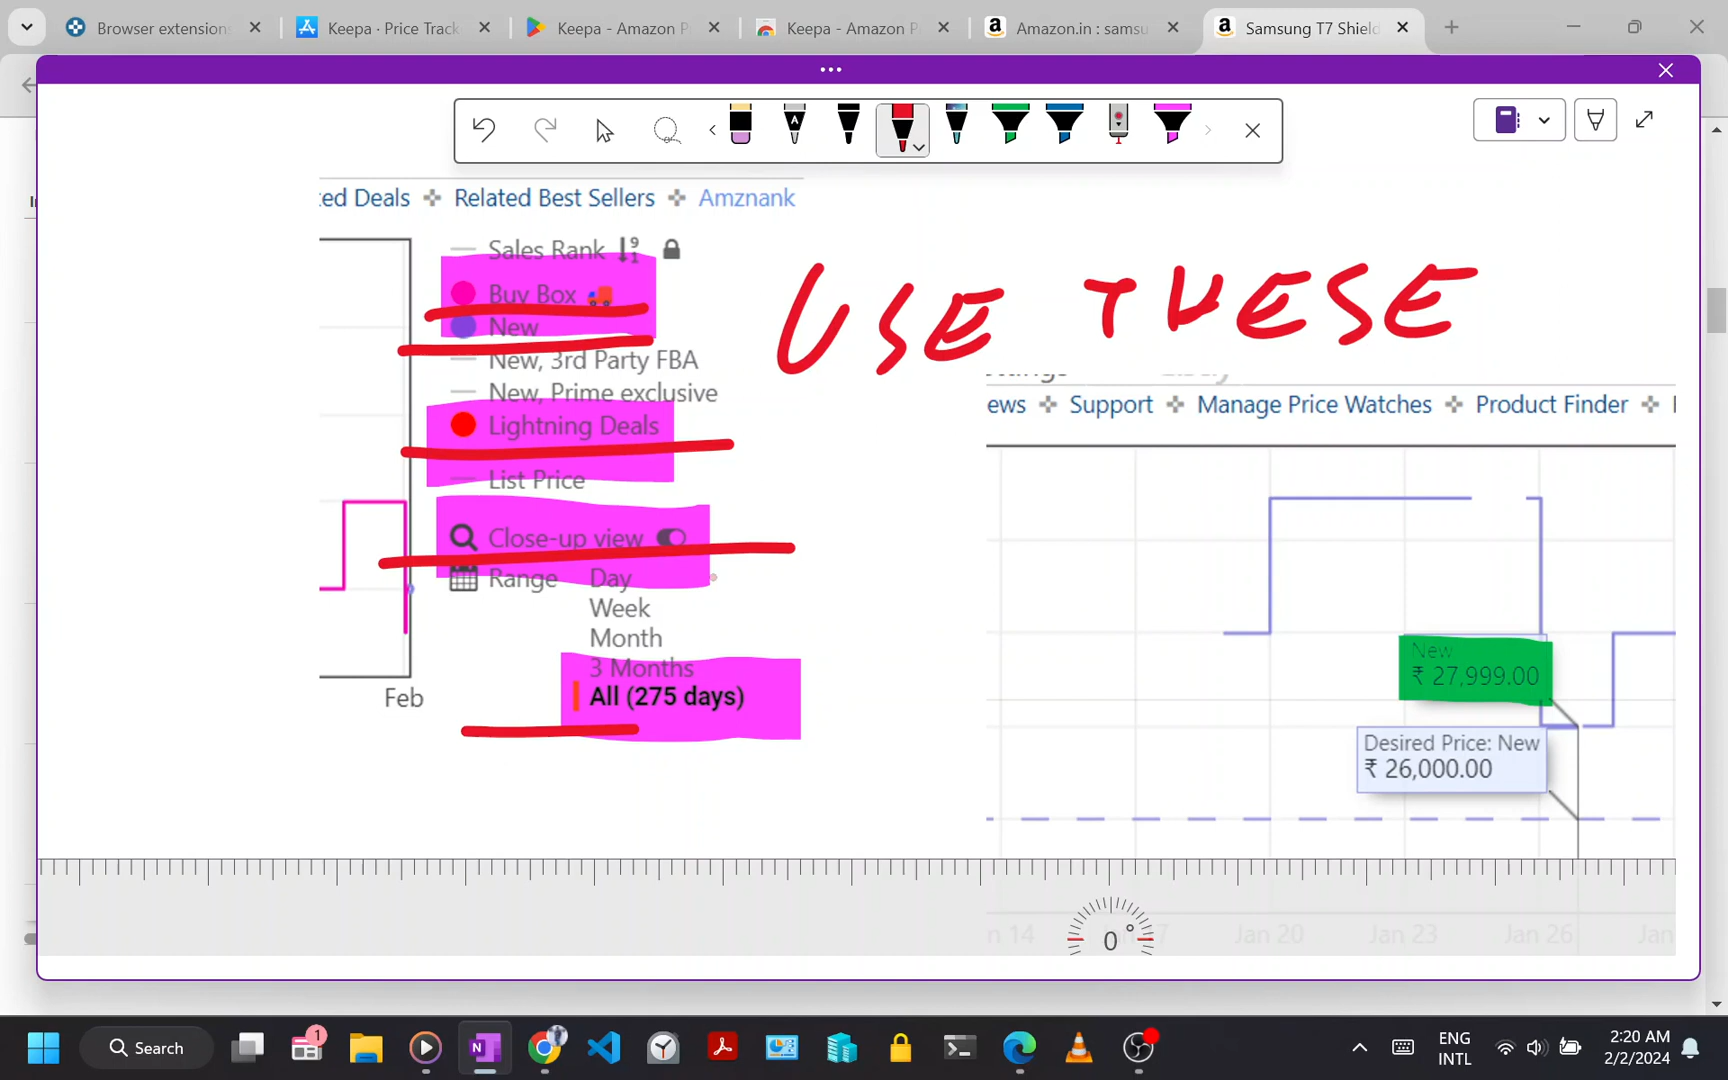 Browser extensions
Keepa · Price Track
Keepa - Amazon P
Keepa - Amazon P
Amazon.in : samsu
Samsung T7 Shield
ed Deals
Related Best Sellers
Amznank
Sales Rank
Buy Box
New
New, 3rd Party FBA
New, Prime exclusive
Lightning Deals
List Price
Close-up view
Range
Day
Week
Month
3 Months
All (275 days)
Feb
USE THESE
ews
Support
Manage Price Watches
Product Finder
New
₹ 27,999.00
Desired Price: New
₹ 26,000.00
0°
n 14
Jan 20
Jan 23
Jan 26
Jan
Search
1
ENG
INTL
2:20 AM
2/2/2024